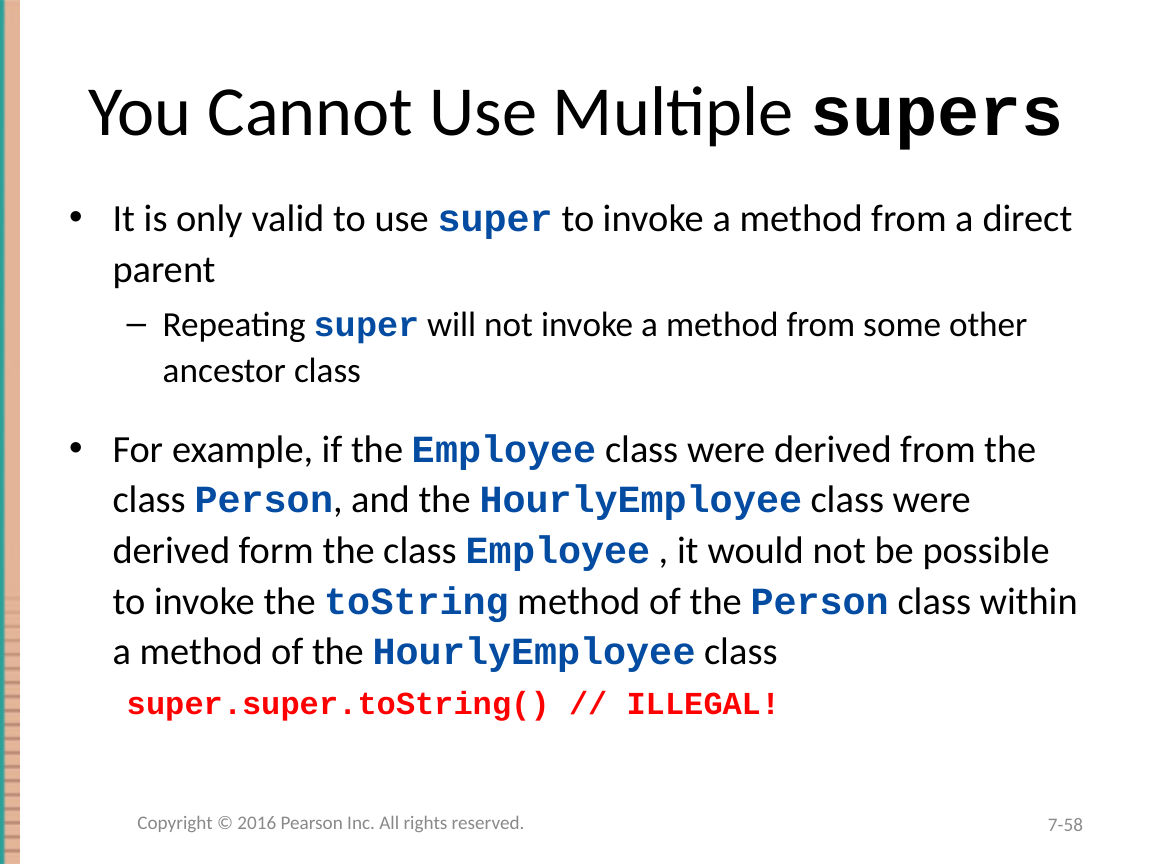 You Cannot Use Multiple supers
• It is only valid to use super to invoke a method from a direct
parent
– Repeating super will not invoke a method from some other
ancestor class
• For example, if the Employee class were derived from the
class Person, and the HourlyEmployee class were
derived form the class Employee , it would not be possible
to invoke the toString method of the Person class within
a method of the HourlyEmployee class
super.super.toString() // ILLEGAL!
Copyright © 2016 Pearson Inc. All rights reserved.
7-58